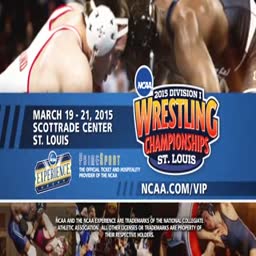 MARCH 19 - 21, 2015
SCOTTRADE CENTER
ST. LOUIS
NCAA
2015 DIVISION I
WRESTLING
CHAMPIONSHIPS
ST. LOUIS
EXPERIENCE
PRIMESPORT
THE OFFICIAL TICKET AND HOSPITALITY
PROVIDER OF THE NCAA
NCAA.COM/VIP
NCAA AND THE NCAA EXPERIENCE ARE TRADEMARKS OF THE NATIONAL COLLEGIATE
ATHLETIC ASSOCIATION. ALL OTHER LICENSES OR TRADEMARKS ARE PROPERTY OF
THEIR RESPECTIVE HOLDERS.